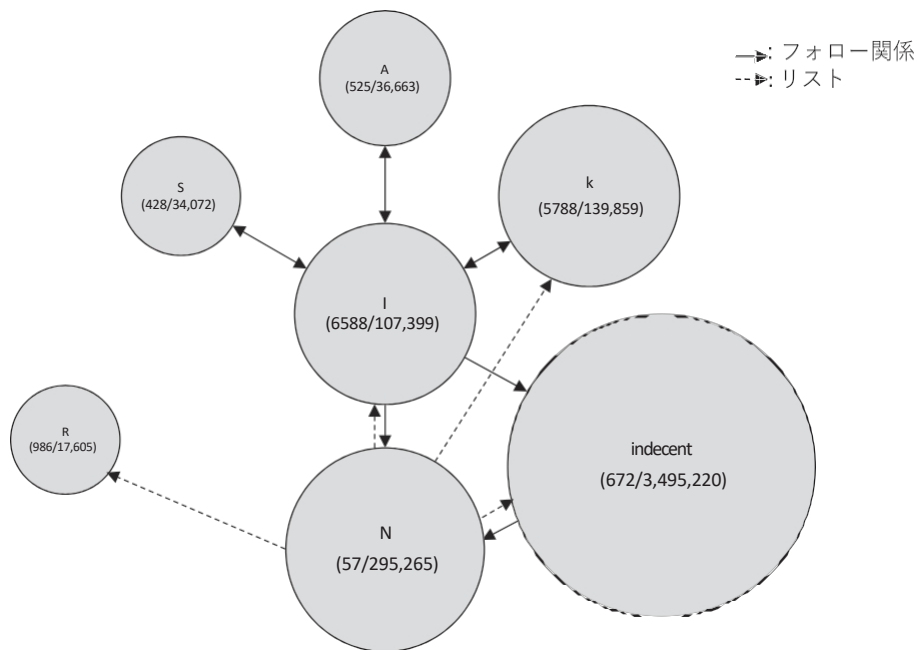 A
(525/36,663)
: フォロー関係
: リスト
S
(428/34,072)
k
(5788/139,859)
I
(6588/107,399)
R
(986/17,605)
indecent
(672/3,495,220)
N
(57/295,265)